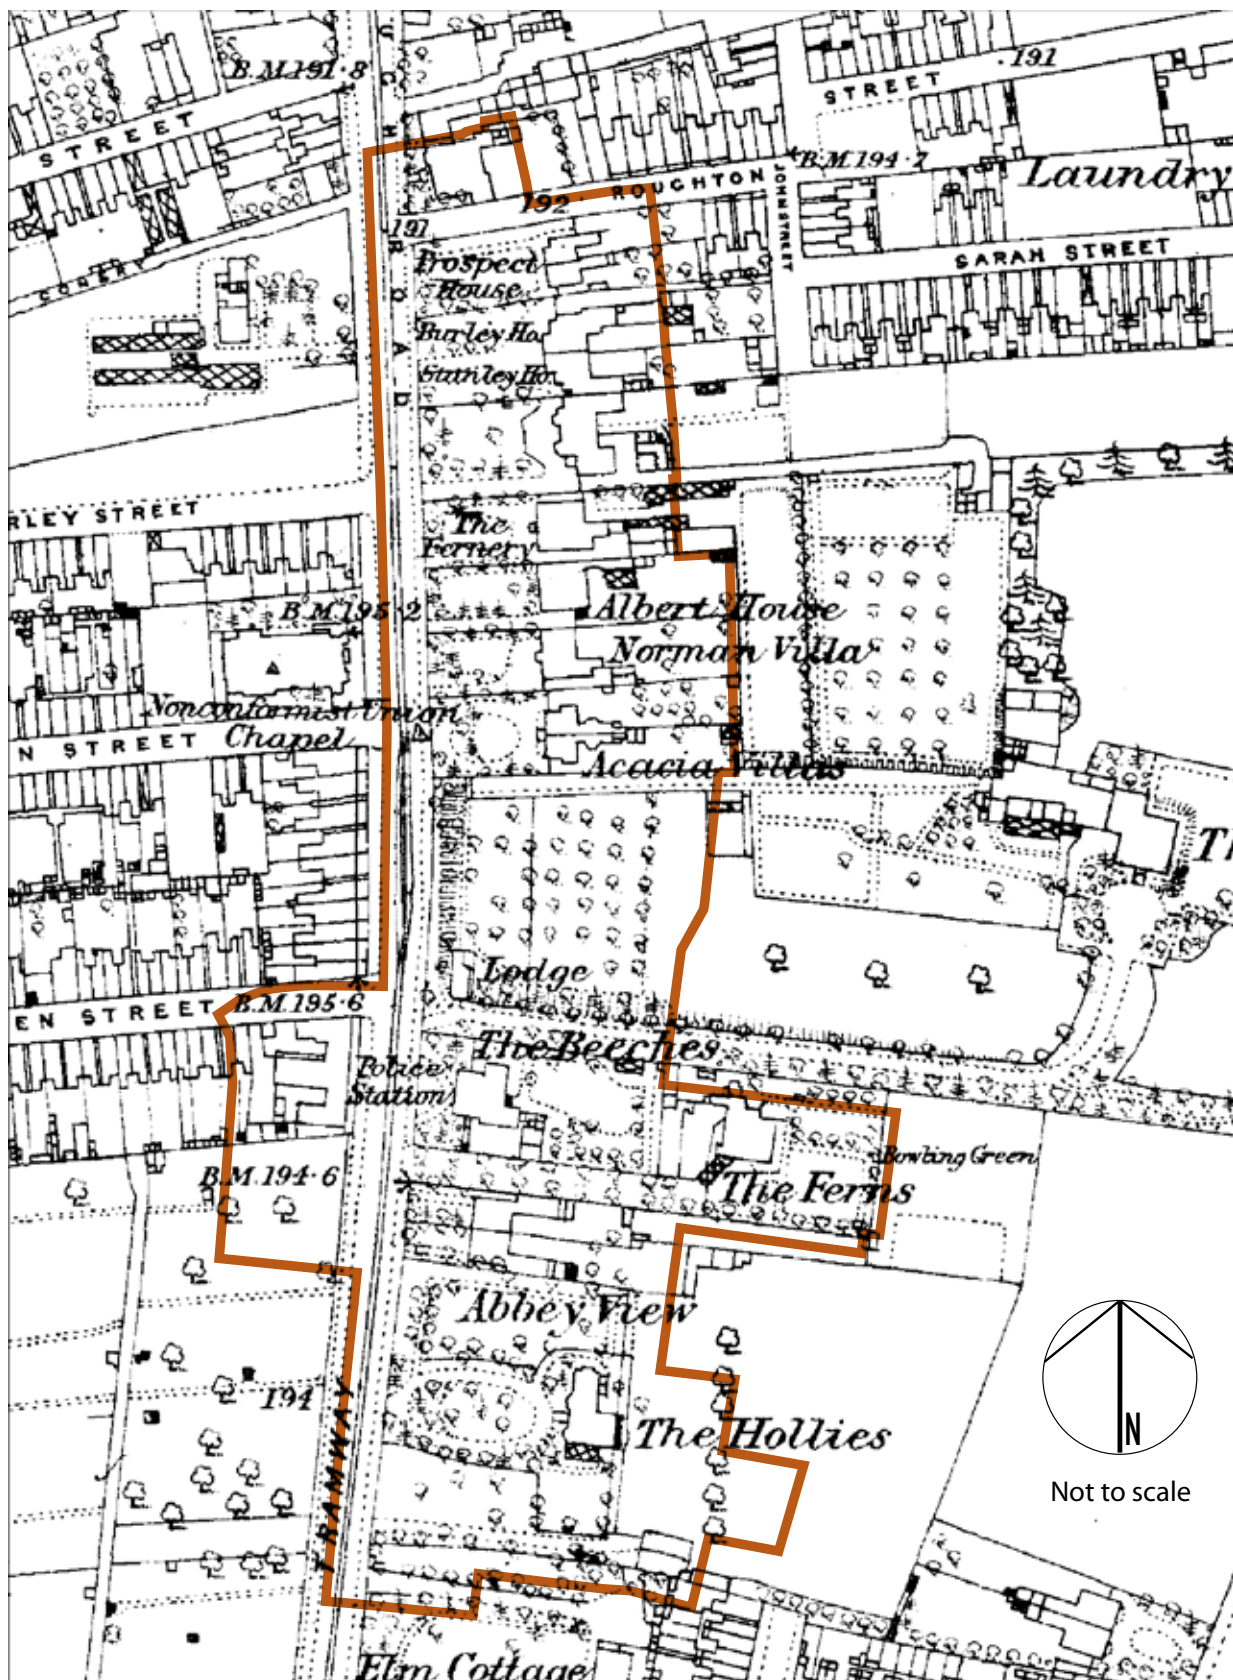 B.M.191·8
STREET
191
STREET
B.M.194·7
JOHN STREET
Laundry
192
ROUGHTON
191
ROAD
SARAH STREET
Prospect
House
Burley Ho.
Stanley Ho.
RLEY STREET
The
Fernery
B.M.195·2
Albert House
Norman Villa
Nonconformist Union
Chapel
N STREET
Acacia Villas
Th
Lodge
EN STREET
B.M.195·6
The Beeches
Police
Station
Bowling Green
B.M.194·6
The Ferns
Abbey View
194
TRAMWAY
The Hollies
N
Not to scale
Elm Cottage